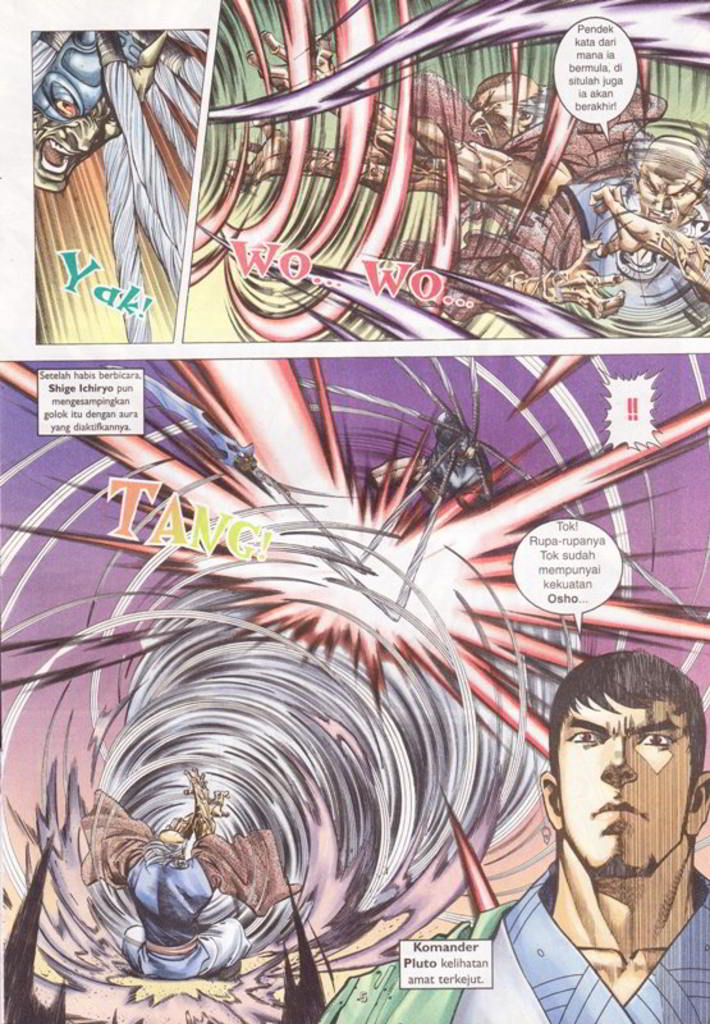 Pendek
kata dari
mana ia
bermula, di
situlah juga
ia akan
berakhir!
Yak!
WO... WO...
Setelah habis berbicara,
Shige Ichiryo pun
mengesampingkan
golok itu dengan aura
yang diaktifkannya.
!!
TANG!
Tok!
Rupa-rupanya
Tok sudah
mempunyai
kekuatan
Osho...
Komander
Pluto kelihatan
amat terkejut.
5